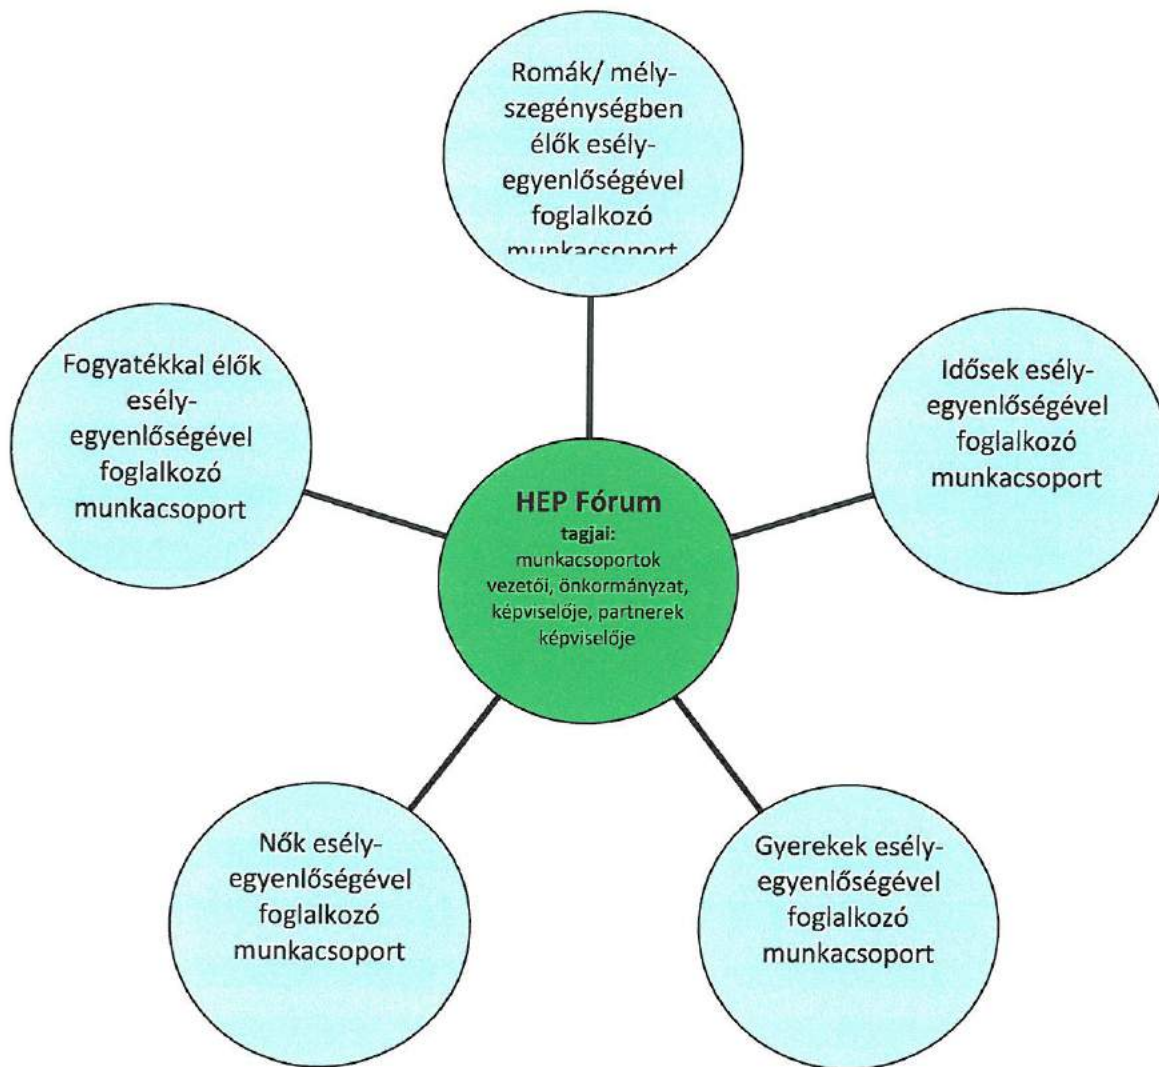 Romák/ mély-
szegénységben
élők esély-
egyenlőségével
foglalkozó
munkacsoport
Fogyatékkal élők
esély-
egyenlőségével
foglalkozó
munkacsoport
Idősek esély-
egyenlőségével
foglalkozó
munkacsoport
HEP Fórum
tagjai:
munkacsoportok
vezetői, önkormányzat,
képviselője, partnerek
képviselője
Nők esély-
egyenlőségével
foglalkozó
munkacsoport
Gyerekek esély-
egyenlőségével
foglalkozó
munkacsoport